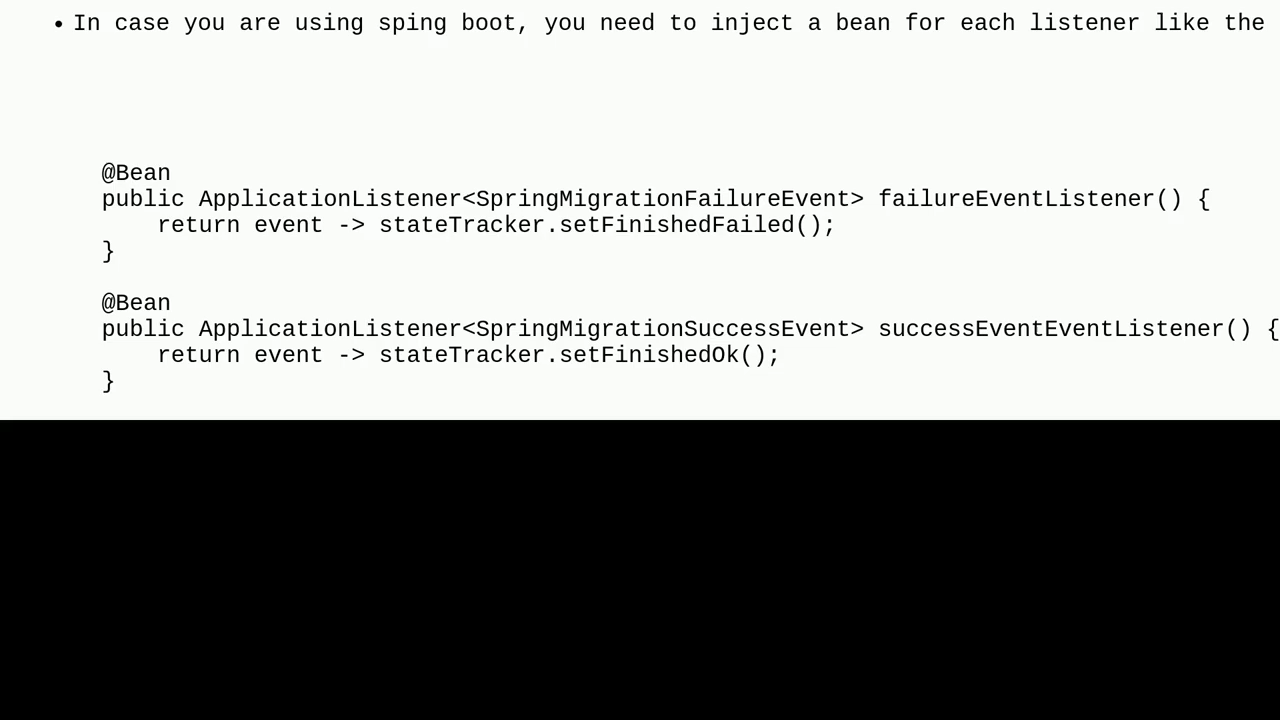 • In case you are using sping boot, you need to inject a bean for each listener like the
@Bean
public ApplicationListener<SpringMigrationFailureEvent> failureEventListener() {
    return event -> stateTracker.setFinishedFailed();
}
@Bean
public ApplicationListener<SpringMigrationSuccessEvent> successEventEventListener() {
    return event -> stateTracker.setFinishedOk();
}